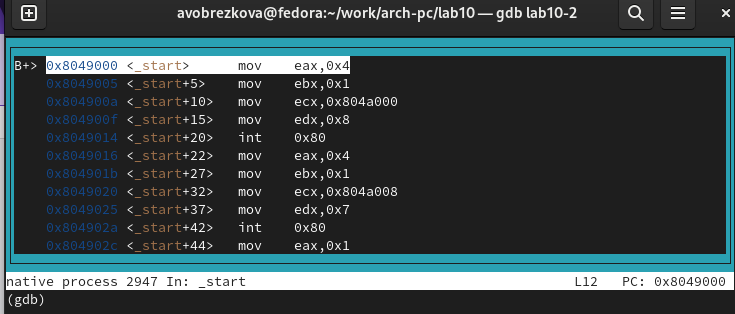 avobrezkova@fedora:~/work/arch-pc/lab10 — gdb lab10-2
B+> 0x8049000 <_start> mov eax,0x4
0x8049005 <_start+5> mov ebx,0x1
0x804900a <_start+10> mov ecx,0x804a000
0x804900f <_start+15> mov edx,0x8
0x8049014 <_start+20> int 0x80
0x8049016 <_start+22> mov eax,0x4
0x804901b <_start+27> mov ebx,0x1
0x8049020 <_start+32> mov ecx,0x804a008
0x8049025 <_start+37> mov edx,0x7
0x804902a <_start+42> int 0x80
0x804902c <_start+44> mov eax,0x1
native process 2947 In: _start L12 PC: 0x8049000
(gdb)